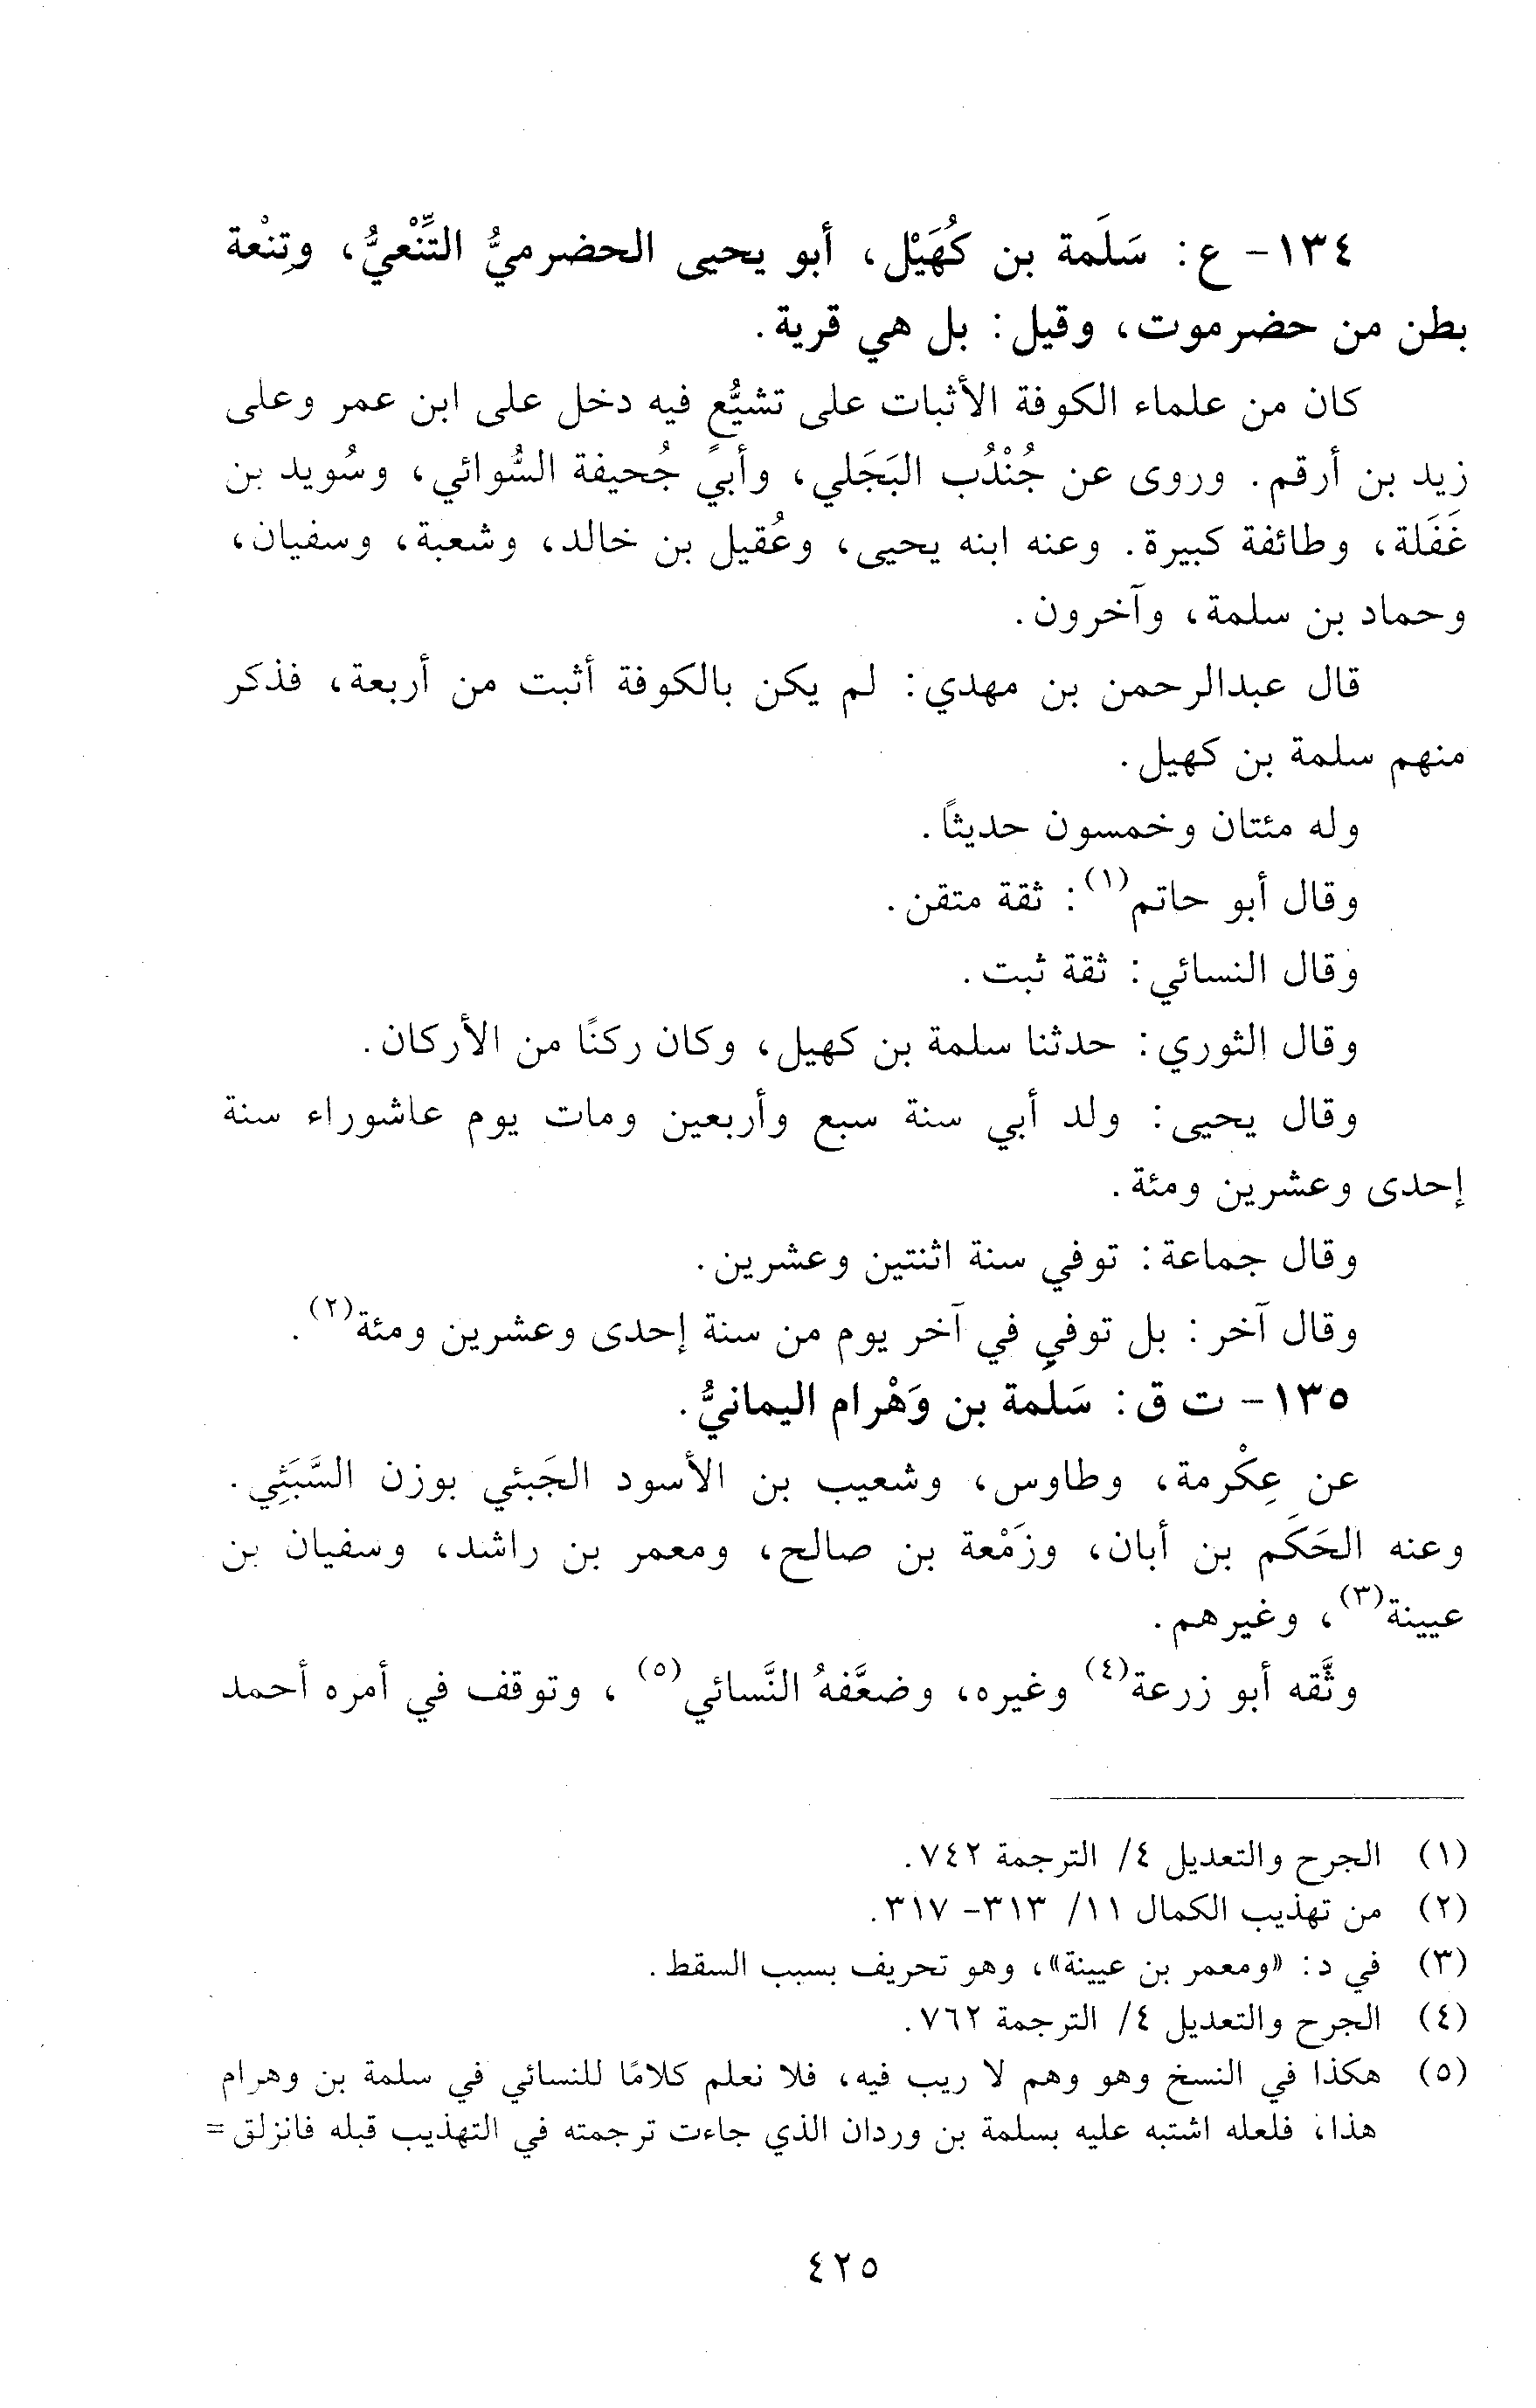 ١٣٤- ع: سَلَمة بن كُهَيْل، أبو يحيى الحضرميُّ التِّنْعيُّ، وتِنْعة
بطن من حضرموت، وقيل: بل هي قرية.
كان من علماء الكوفة الأثبات على تشيُّعٍ فيه دخل على ابن عمر وعلى
زيد بن أرقم. وروى عن جُنْدُب البَجَلي، وأبي جُحيفة السُّوائي، وسُويد بن
غَفَلة، وطائفة كبيرة. وعنه ابنه يحيى، وعُقيل بن خالد، وشعبة، وسفيان،
وحماد بن سلمة، وآخرون.
قال عبدالرحمن بن مهدي: لم يكن بالكوفة أثبت من أربعة، فذكر
منهم سلمة بن كهيل.
وله مئتان وخمسون حديثاً.
وقال أبو حاتم(١): ثقة متقن.
وقال النسائي: ثقة ثبت.
وقال الثوري: حدثنا سلمة بن كهيل، وكان ركنًا من الأركان.
وقال يحيى: ولد أبي سنة سبع وأربعين ومات يوم عاشوراء سنة
إحدى وعشرين ومئة.
وقال جماعة: توفي سنة اثنتين وعشرين.
وقال آخر: بل توفي في آخر يوم من سنة إحدى وعشرين ومئة(٢).
١٣٥- ت ق: سَلَمة بن وَهْرام اليمانيُّ.
عن عِكْرمة، وطاوس، وشعيب بن الأسود الجَبئي بوزن السَّبَئِي.
وعنه الحَكَم بن أبان، وزَمْعة بن صالح، ومعمر بن راشد، وسفيان بن
عيينة(٣)، وغيرهم.
وثَّقه أبو زرعة(٤) وغيره، وضعَّفهُ النَّسائي(٥)، وتوقف في أمره أحمد
(١) الجرح والتعديل ٤/ الترجمة ٧٤٢.
(٢) من تهذيب الكمال ١١/ ٣١٣- ٣١٧.
(٣) في د: «ومعمر بن عيينة»، وهو تحريف بسبب السقط.
(٤) الجرح والتعديل ٤/ الترجمة ٧٦٢.
(٥) هكذا في النسخ وهو وهم لا ريب فيه، فلا نعلم كلامًا للنسائي في سلمة بن وهرام
هذا، فلعله اشتبه عليه بسلمة بن وردان الذي جاءت ترجمته في التهذيب قبله فانزلق =
٤٢٥